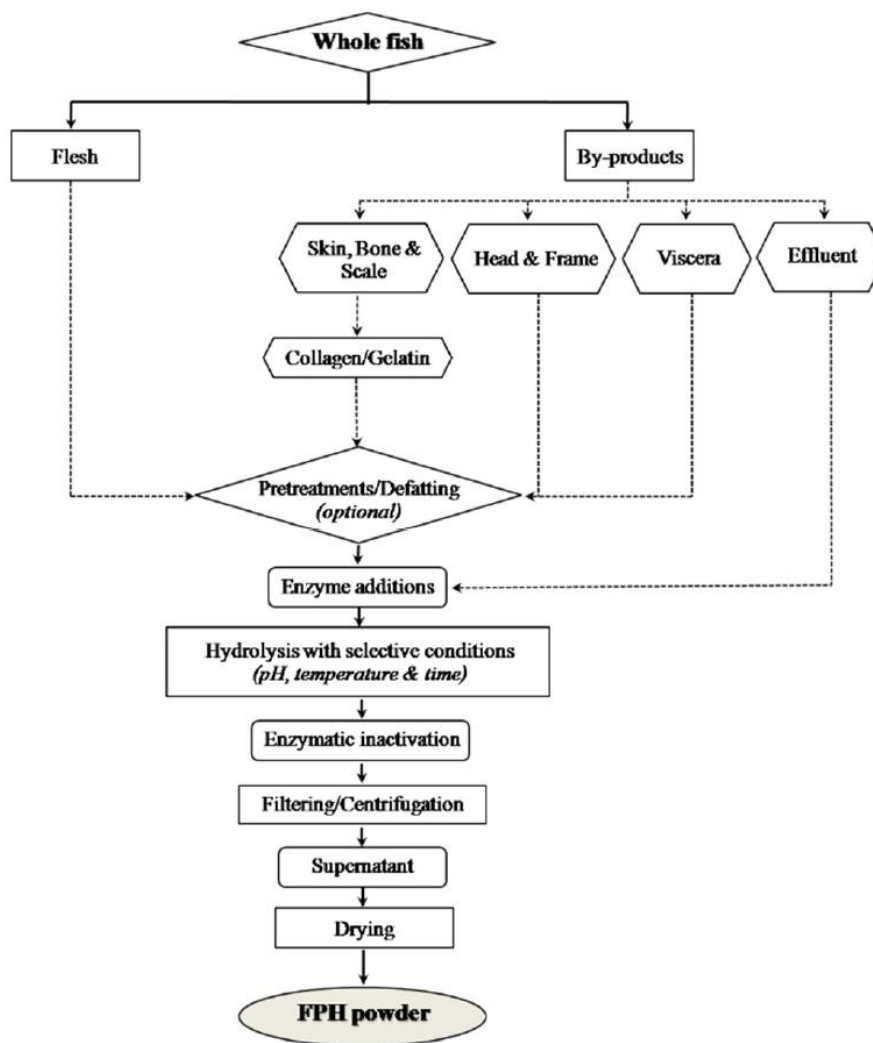 Whole fish
Flesh
By-products
Skin, Bone &
Scale
Head & Frame
Viscera
Effluent
Collagen/Gelatin
Pretreatments/Defatting
(optional)
Enzyme additions
Hydrolysis with selective conditions
(pH, temperature & time)
Enzymatic inactivation
Filtering/Centrifugation
Supernatant
Drying
FPH powder